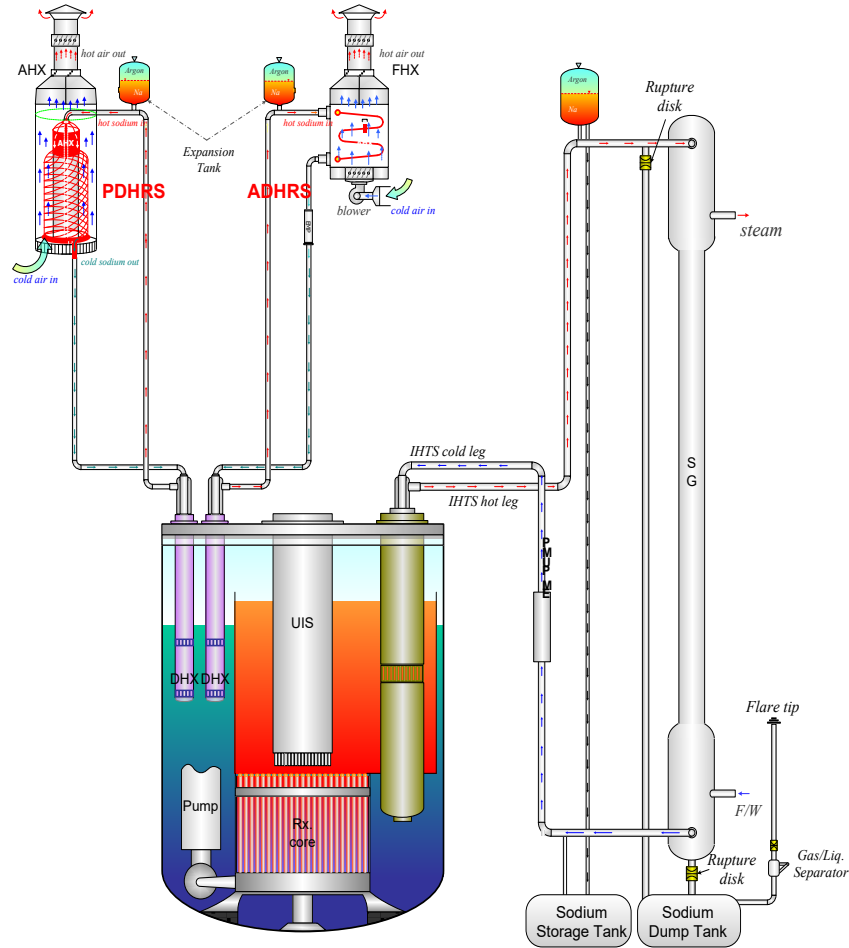 hot air out
AHX
Argon
Na
hot sodium i
AHX
PDHRS
cold sodium out
cold air in
Expansion
Tank
hot air out
FHX
Argon
Na
hot sodium in
ADHRS
EMP
blower
cold air in
Argon
Na
Rupture
disk
steam
IHTS cold leg
IHTS hot leg
S
G
P
M
U
P
M
E
UIS
DHX
DHX
Pump
Rx.
core
Flare tip
F/W
Gas/Liq.
Separator
Rupture
disk
Sodium
Storage Tank
Sodium
Dump Tank